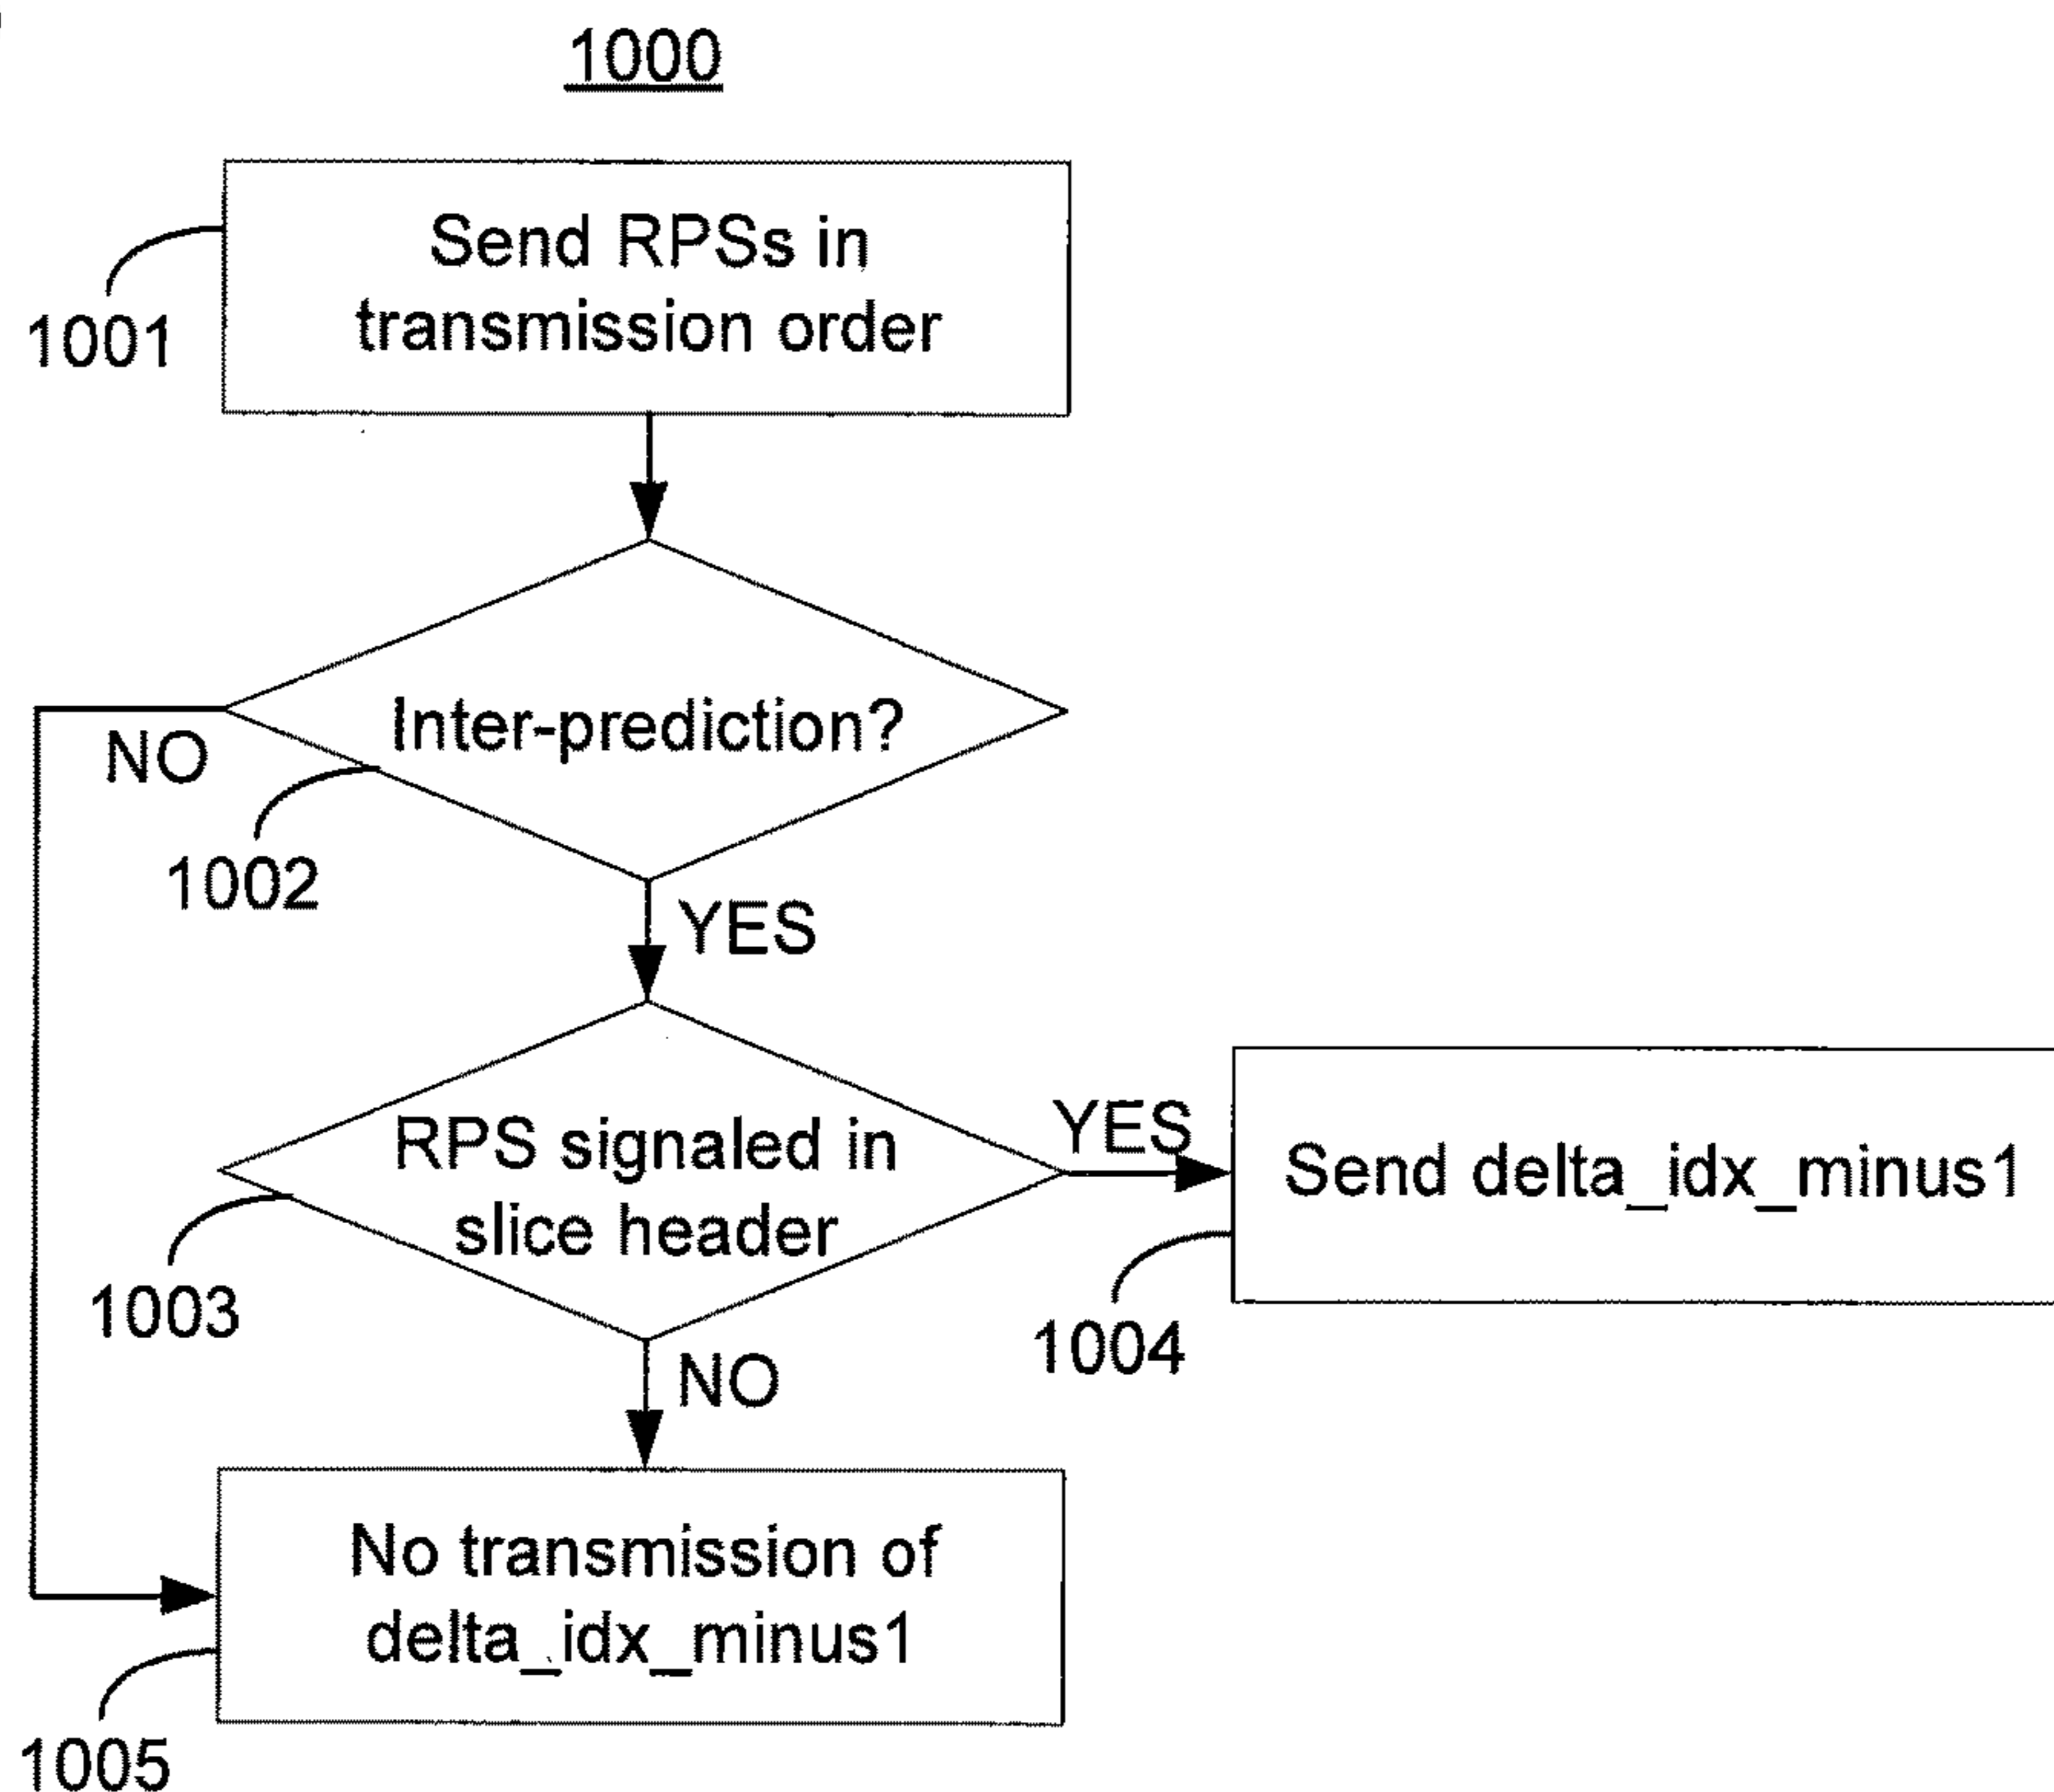 1000
Send RPSs in
transmission order
1001
Inter-prediction?
NO
1002
YES
RPS signaled in
slice header
YES
Send delta_idx_minus1
1003
1004
NO
No transmission of
delta_idx_minus1
1005